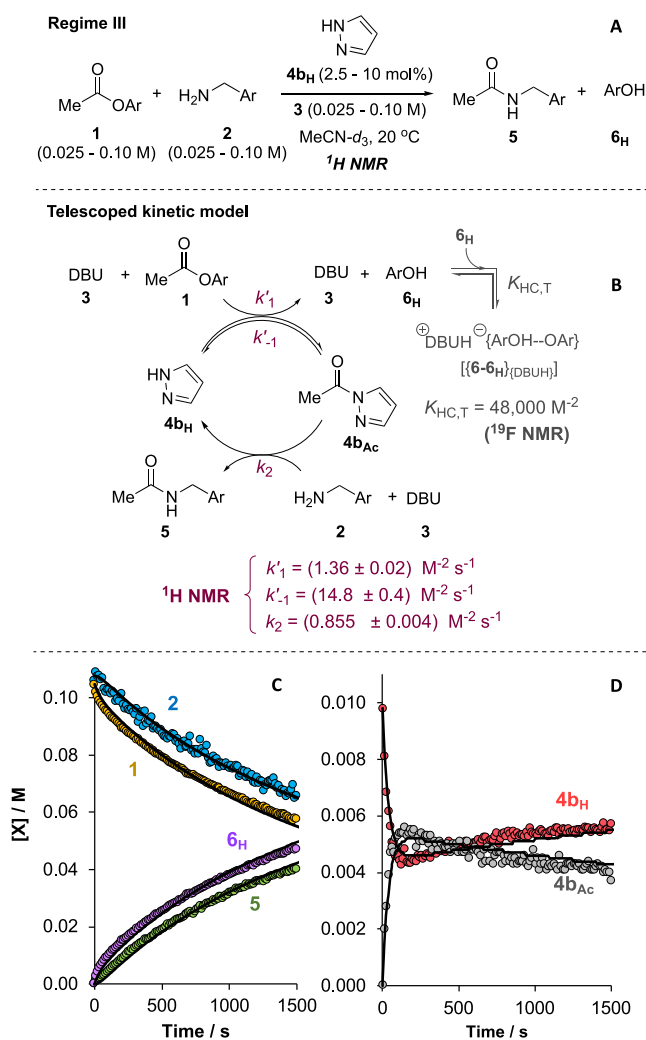 Regime III
A
HN
N
O
4bH (2.5 - 10 mol%)
O
Me OAr + H2N Ar
3 (0.025 - 0.10 M)
Me N H Ar + ArOH
1 2
MeCN-d3, 20 °C
5 6H
(0.025 - 0.10 M) (0.025 - 0.10 M)
1H NMR
Telescoped kinetic model
B
O
6H
DBU + Me OAr DBU + ArOH
3 1 3 6H
KHC,T
k'1
k'-1
⊕DBUH ⊖{ArOH--OAr}
[{6-6H}{DBUH}]
HN
N
O
Me N N
KHC,T = 48,000 M-2
(19F NMR)
4bH
4bAc
k2
O
Me N H Ar H2N Ar + DBU
5 2 3
k'1 = (1.36 ± 0.02) M-2 s-1
1H NMR { k'-1 = (14.8 ± 0.4) M-2 s-1
k2 = (0.855 ± 0.004) M-2 s-1
C
D
[X] / M
0.10
0.08
0.06
0.04
0.02
0.00
2
1
6H
5
0 500 1000 1500
Time / s
0.010
0.008
0.006
0.004
0.002
0.000
4bH
4bAc
0 500 1000 1500
Time / s